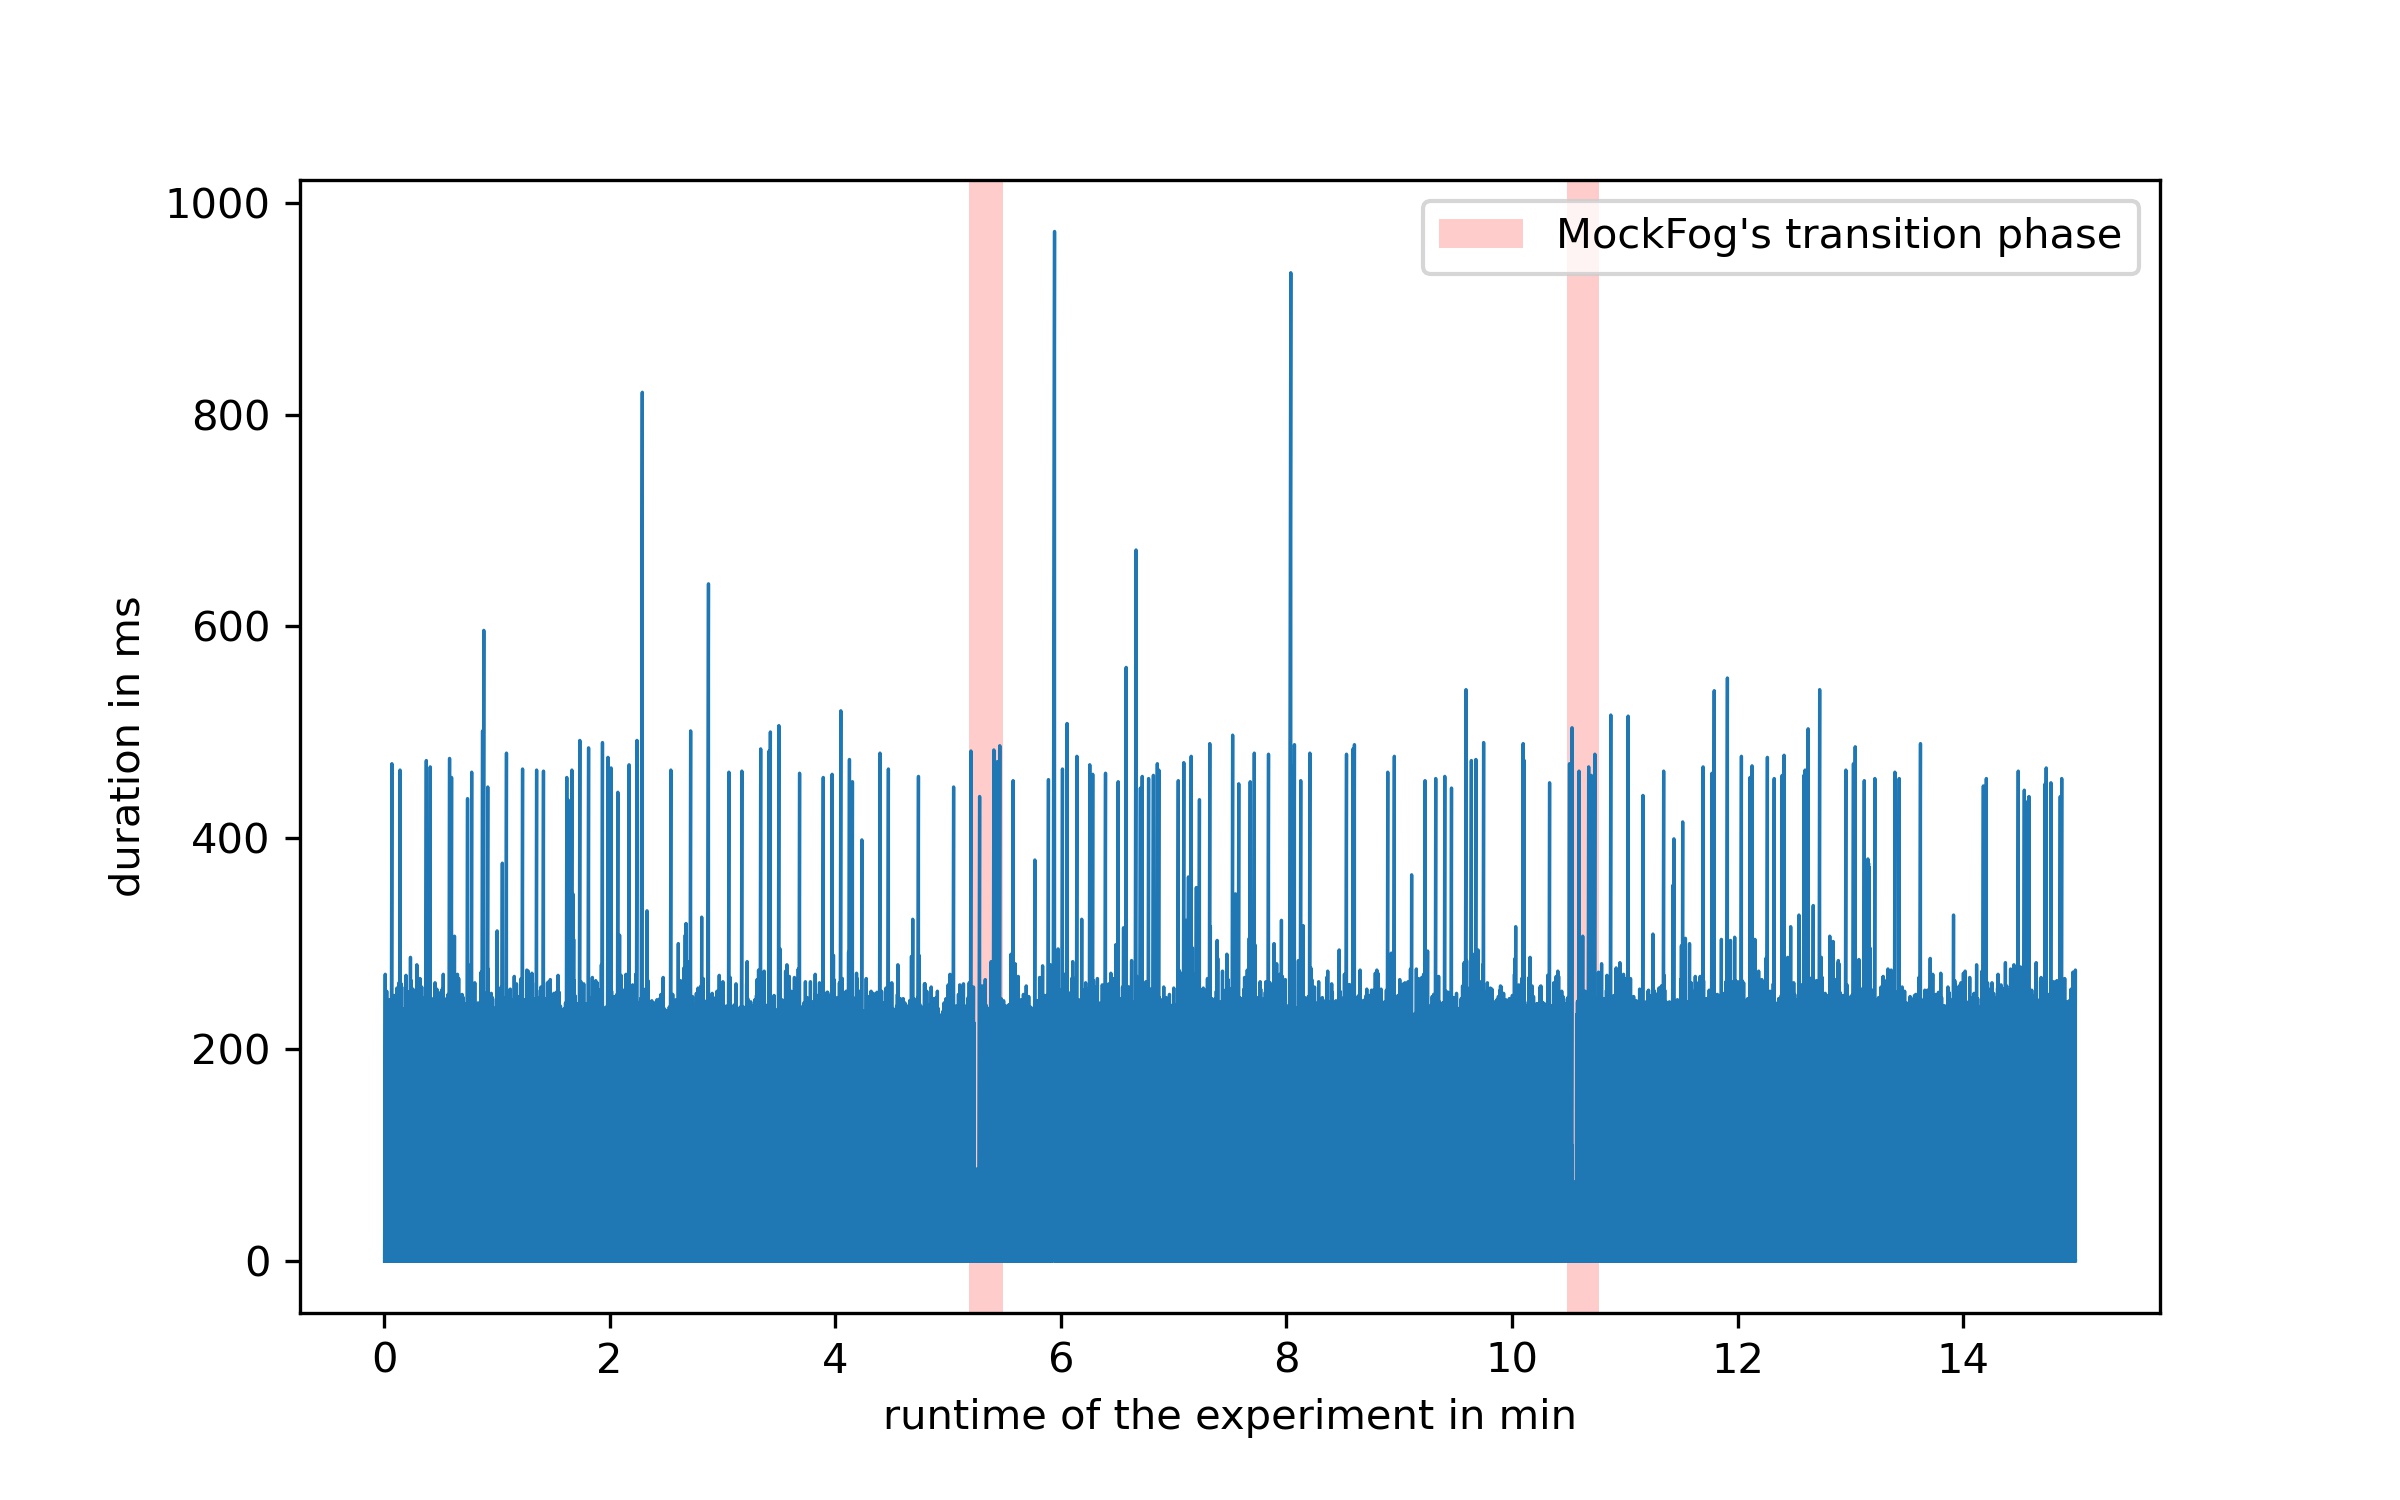 MockFog's transition phase
1000
800
600
400
200
0
duration in ms
0 2 4 6 8 10 12 14
runtime of the experiment in min